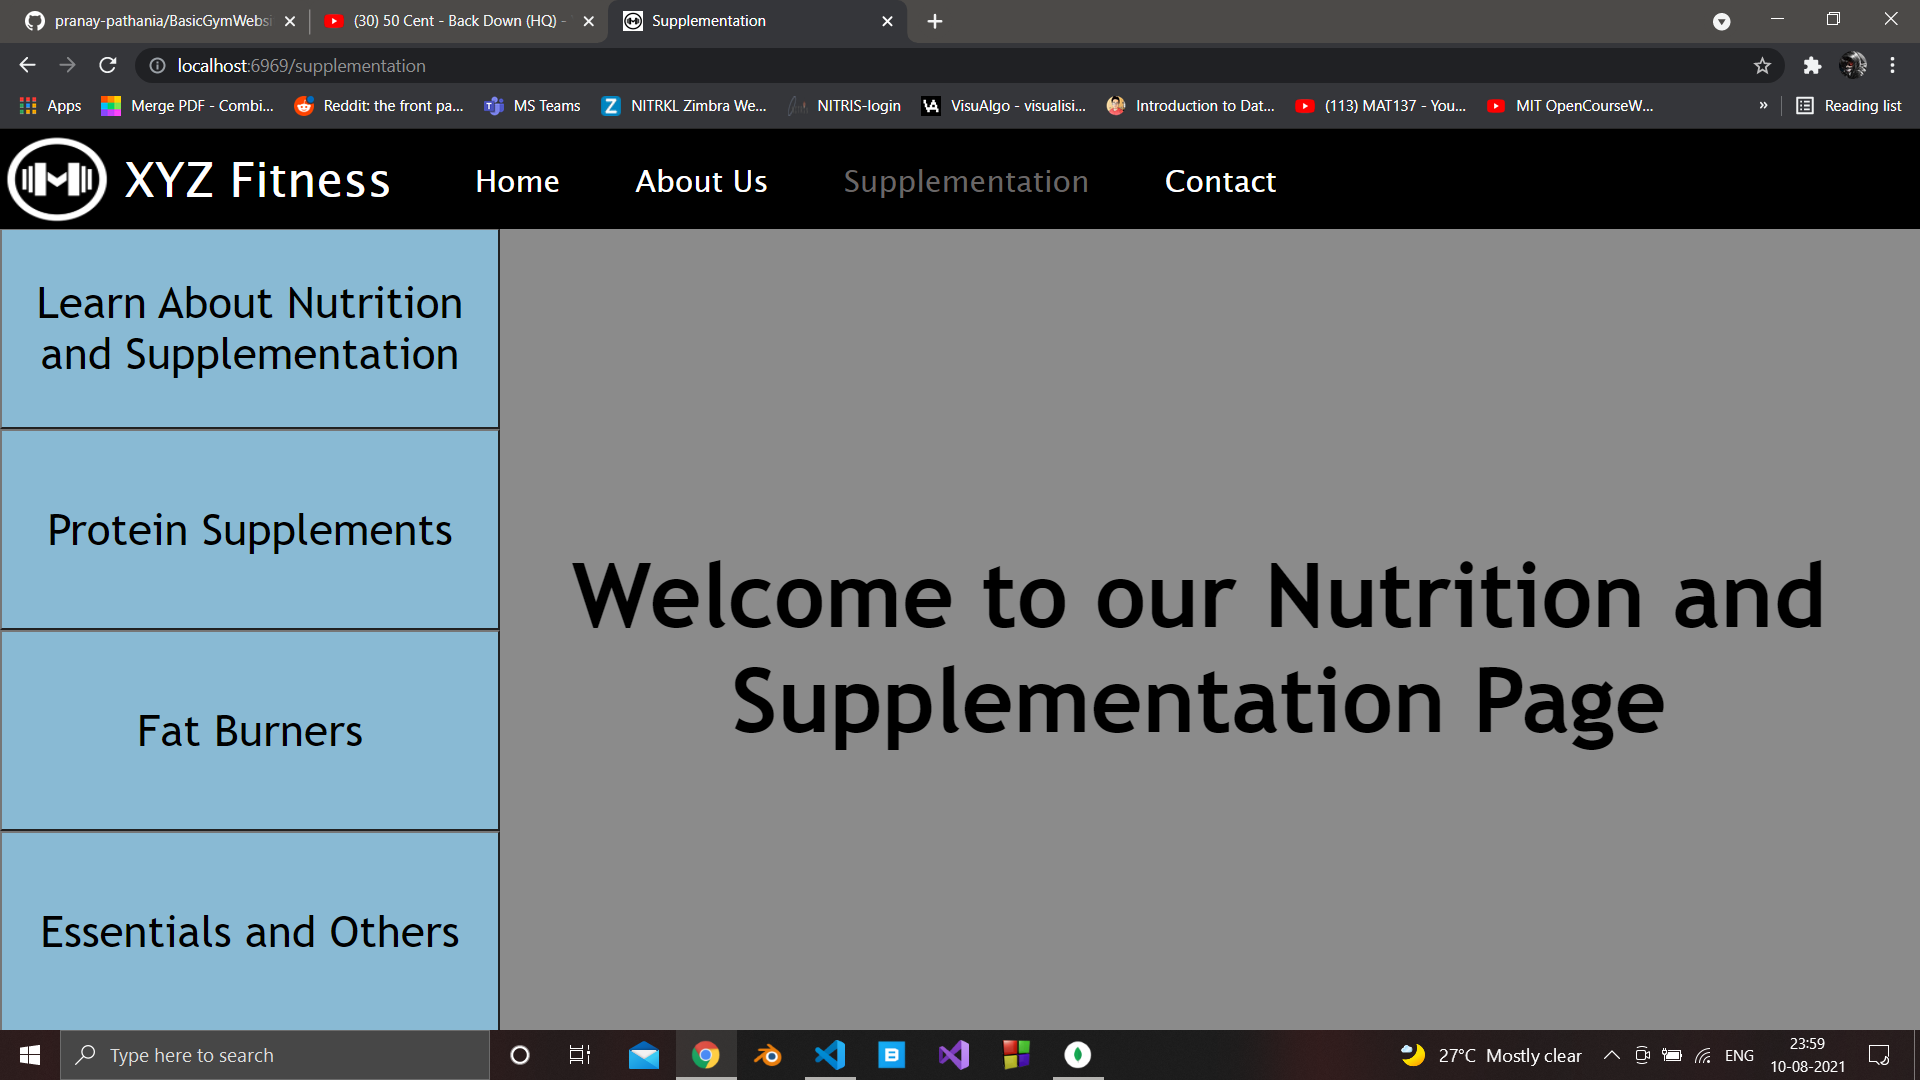 pranay-pathania/BasicGymWebsi
(30) 50 Cent - Back Down (HQ) -
Supplementation
localhost:6969/supplementation
Apps
Merge PDF - Combi...
Reddit: the front pa...
MS Teams
NITRKL Zimbra We...
NITRIS-login
VisuAlgo - visualisi...
Introduction to Dat...
(113) MAT137 - You...
MIT OpenCourseW...
»
Reading list
XYZ Fitness
Home
About Us
Supplementation
Contact
Learn About Nutrition
and Supplementation
Protein Supplements
Fat Burners
Essentials and Others
Welcome to our Nutrition and
Supplementation Page
Type here to search
27°C Mostly clear
ENG
23:59
10-08-2021